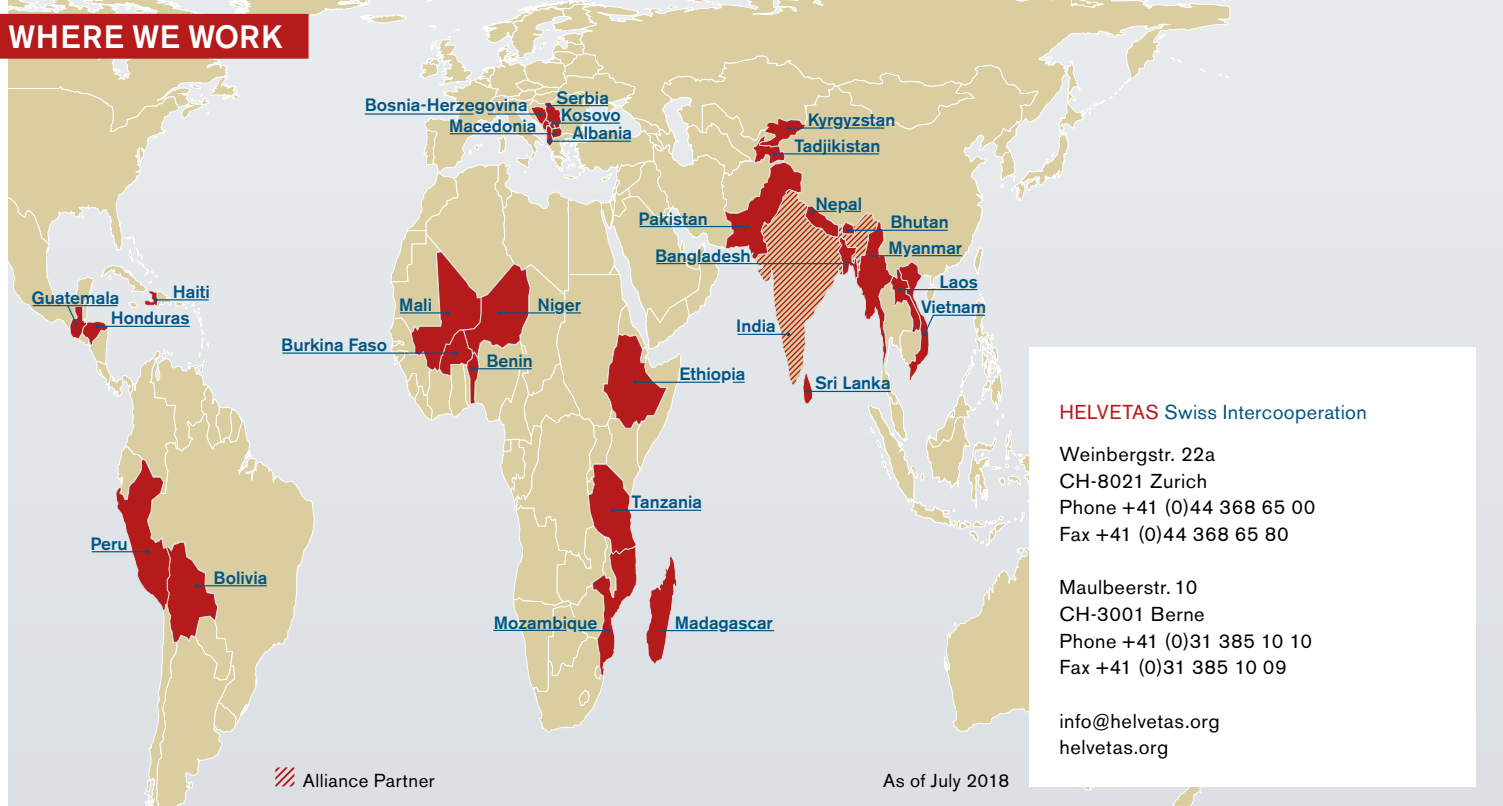 WHERE WE WORK
Bosnia-Herzegovina
Serbia
Kosovo
Macedonia
Albania
Kyrgyzstan
Tadjikistan
Pakistan
Nepal
Bhutan
Bangladesh
Myanmar
Laos
Vietnam
India
Sri Lanka
Guatemala
Haiti
Honduras
Mali
Niger
Burkina Faso
Benin
Ethiopia
Tanzania
Peru
Bolivia
Mozambique
Madagascar
Alliance Partner
As of July 2018
HELVETAS Swiss Intercooperation
Weinbergstr. 22a
CH-8021 Zurich
Phone +41 (0)44 368 65 00
Fax +41 (0)44 368 65 80
Maulbeerstr. 10
CH-3001 Berne
Phone +41 (0)31 385 10 10
Fax +41 (0)31 385 10 09
info@helvetas.org
helvetas.org